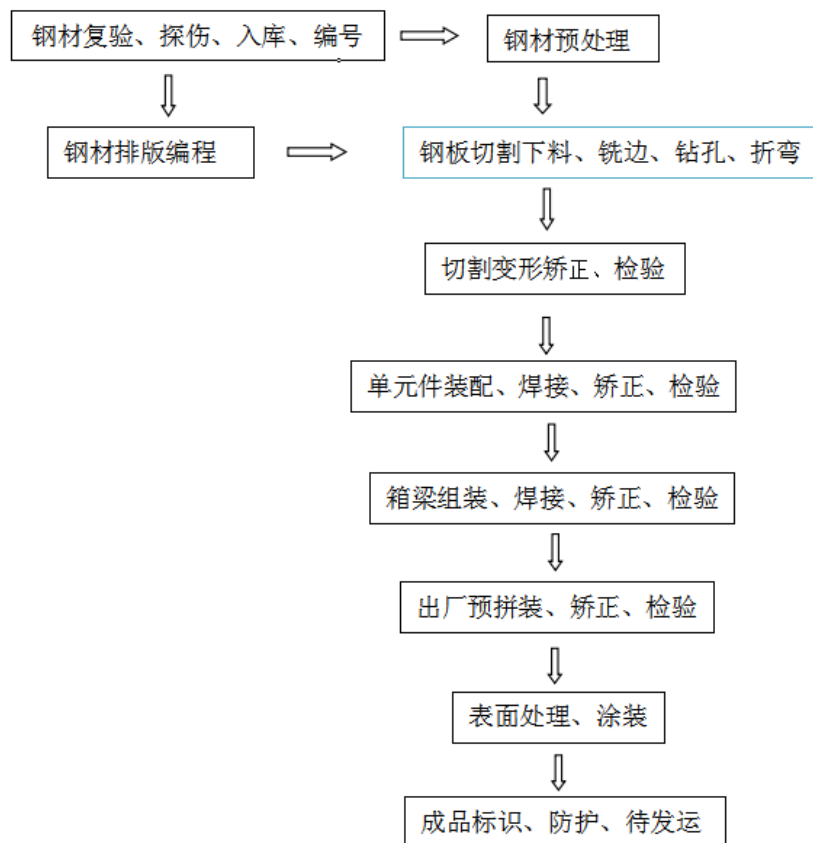 钢材复验、探伤、入库、编号
钢材预处理
钢材排版编程
钢板切割下料、铣边、钻孔、折弯
切割变形矫正、检验
单元件装配、焊接、矫正、检验
箱梁组装、焊接、矫正、检验
出厂预拼装、矫正、检验
表面处理、涂装
成品标识、防护、待发运